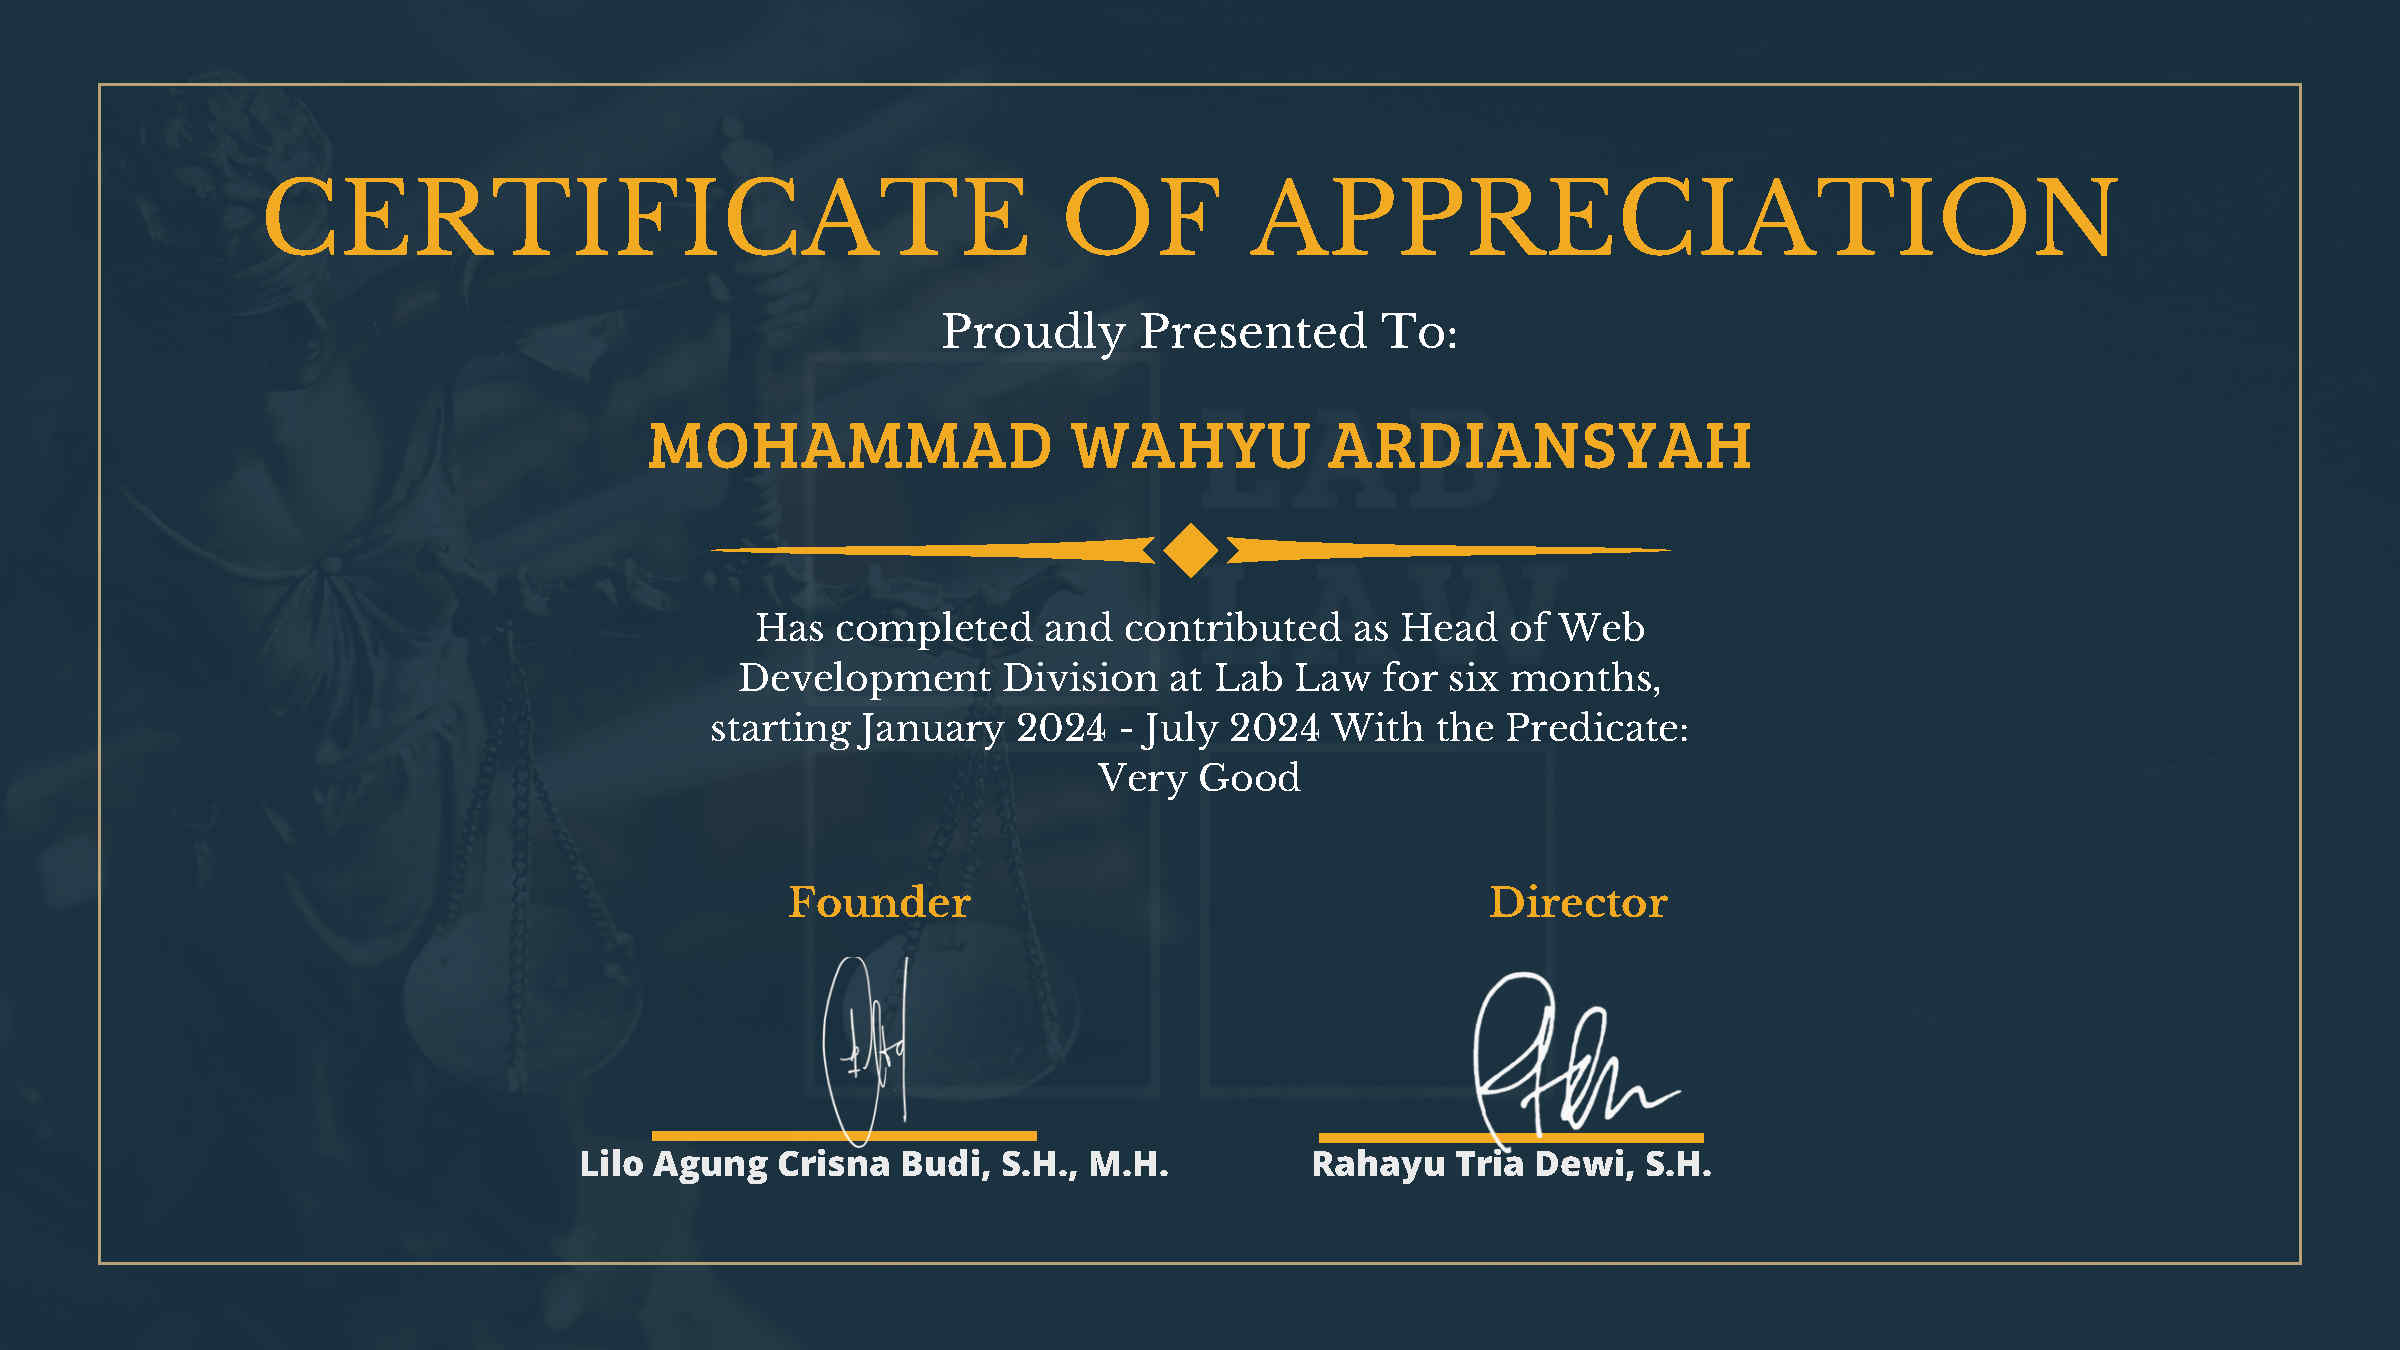 CERTIFICATE OF APPRECIATION
Proudly Presented To:
MOHAMMAD WAHYU ARDIANSYAH
LAB
LAW
Has completed and contributed as Head of Web
Development Division at Lab Law for six months,
starting January 2024 - July 2024 With the Predicate:
Very Good
Founder
Director
Lilo Agung Crisna Budi, S.H., M.H.
Rahayu Tria Dewi, S.H.